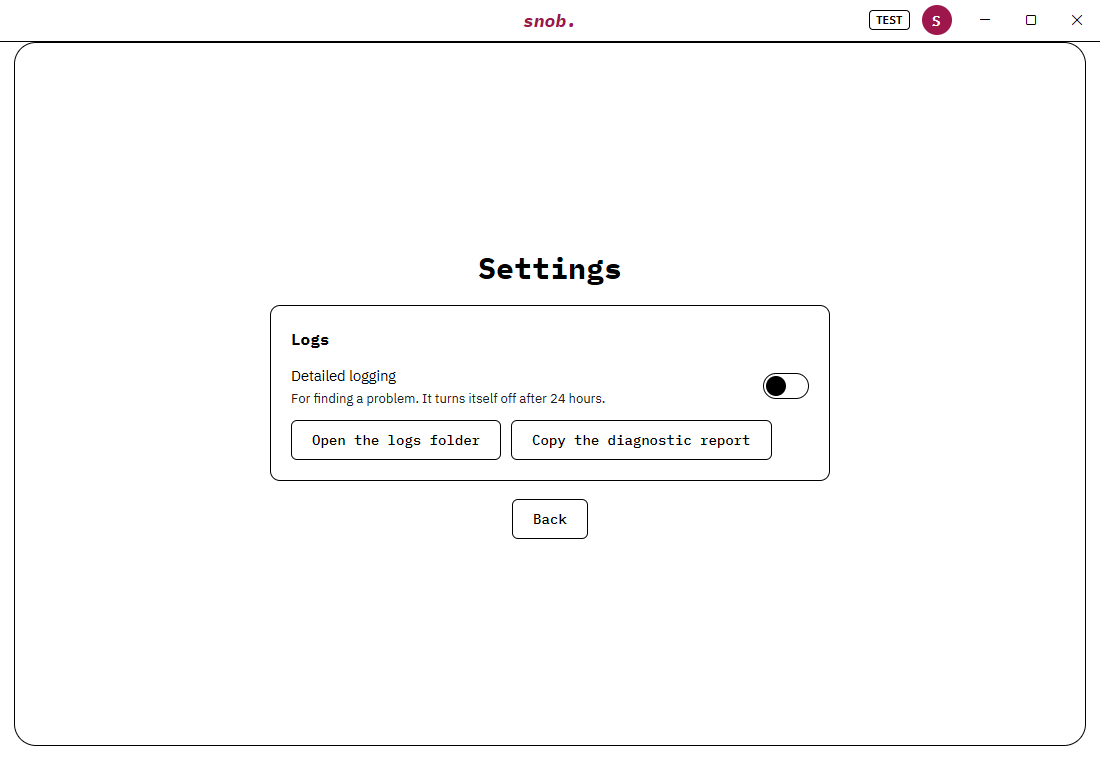 snob.
TEST
S
Settings
Logs
Detailed logging
For finding a problem. It turns itself off after 24 hours.
Open the logs folder
Copy the diagnostic report
Back